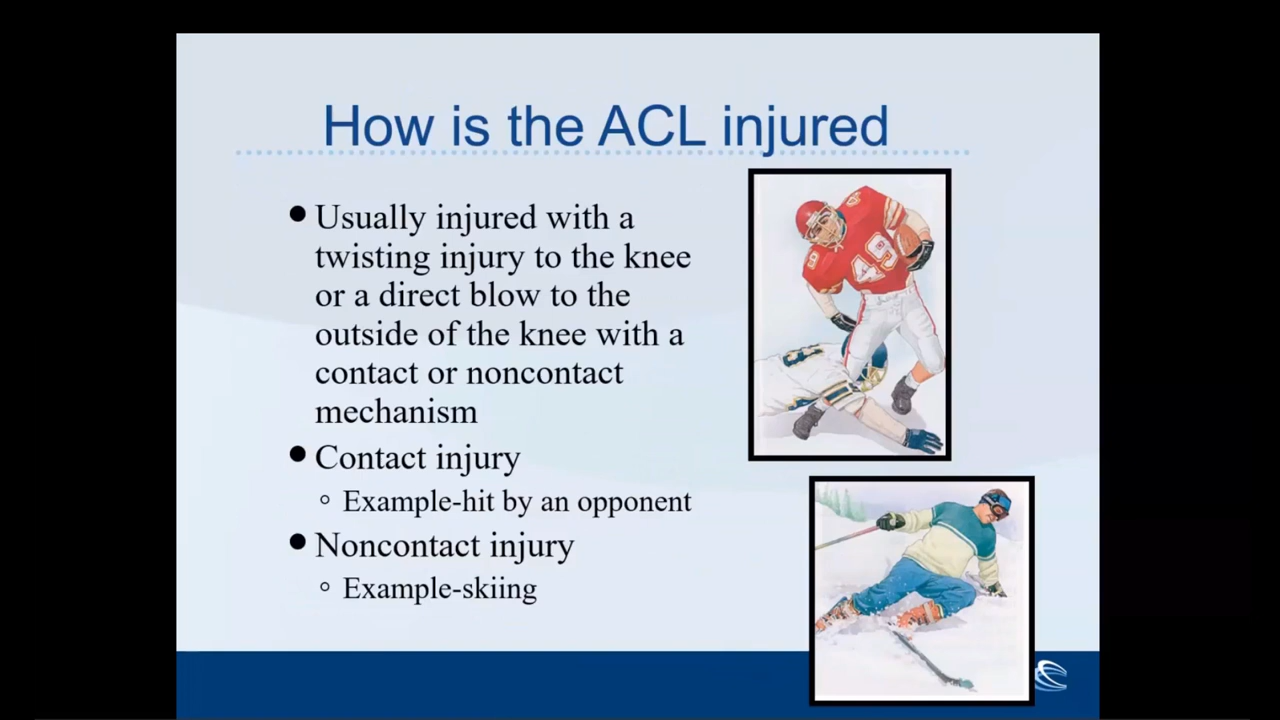 How is the ACL injured
● Usually injured with a
twisting injury to the knee
or a direct blow to the
outside of the knee with a
contact or noncontact
mechanism
● Contact injury
○ Example-hit by an opponent
● Noncontact injury
○ Example-skiing
49
9